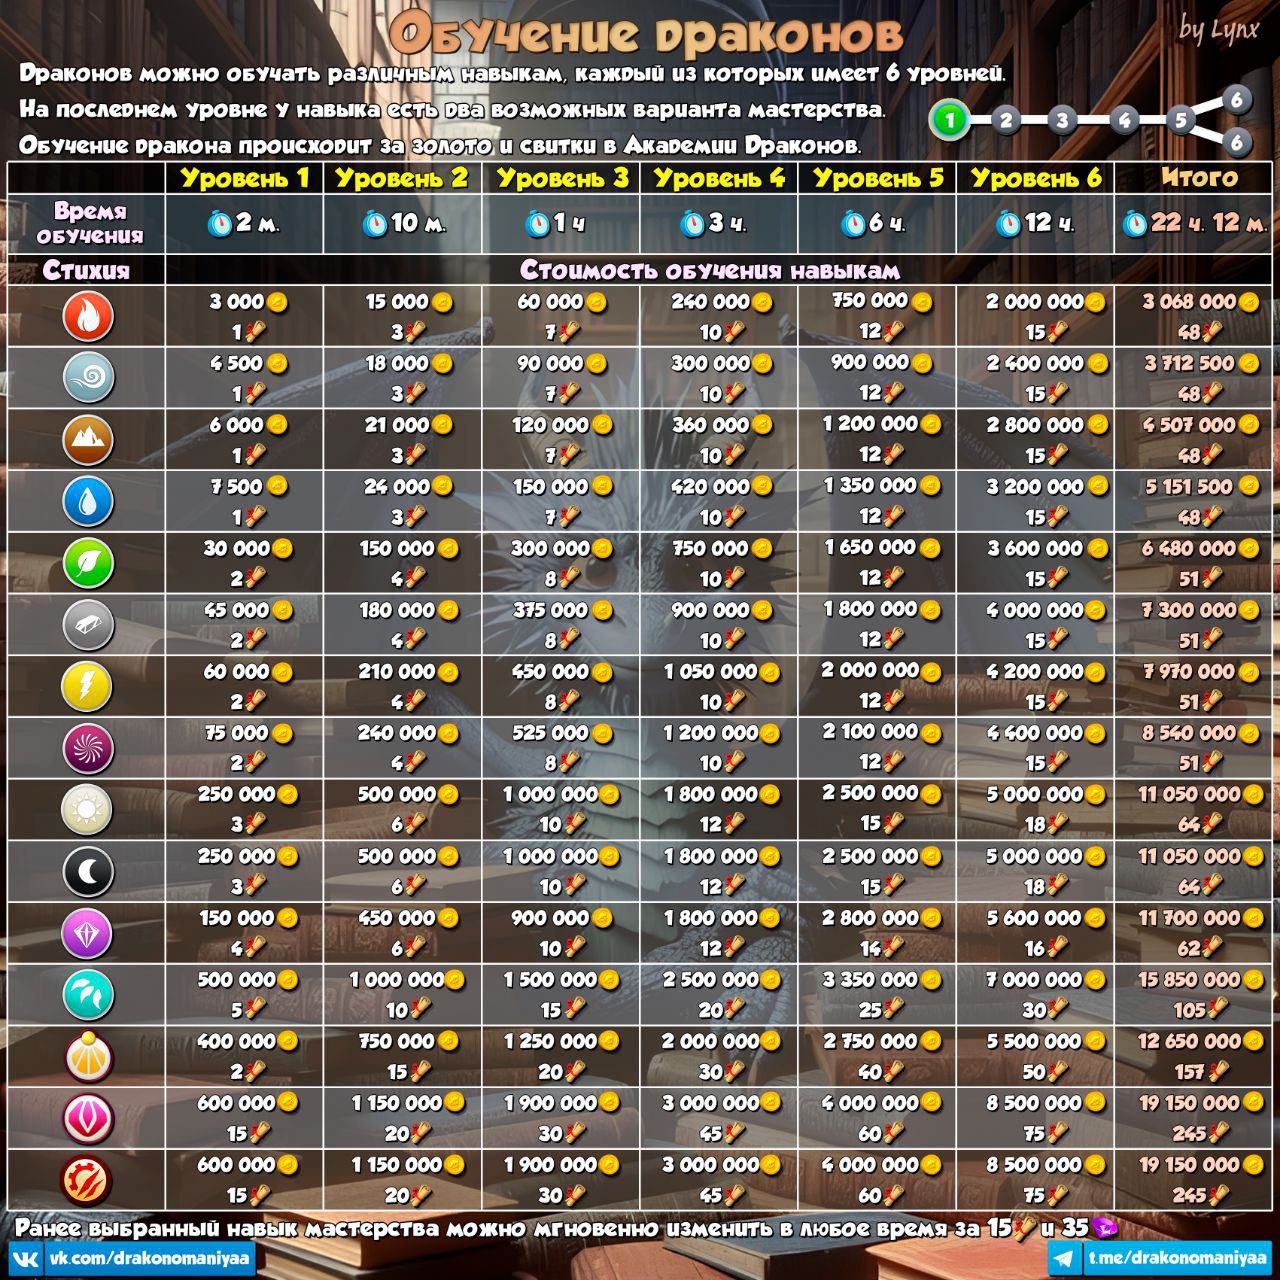 Обучение драконов
by Lynx
Драконов можно обучать различным навыкам, каждый из которых имеет 6 уровней.
На последнем уровне у навыка есть два возможных варианта мастерства.
Обучение дракона происходит за золото и свитки в Академии Драконов.
1 2 3 4 5 6 6
Уровень 1 Уровень 2 Уровень 3 Уровень 4 Уровень 5 Уровень 6 Итого
Время обучения 2 м. 10 м. 1 ч 3 ч. 6 ч. 12 ч. 22 ч. 12 м.
Стихия Стоимость обучения навыкам
3 000 15 000 60 000 240 000 750 000 2 000 000 3 068 000
1 3 7 10 12 15 48
4 500 18 000 90 000 300 000 900 000 2 400 000 3 712 500
1 3 7 10 12 15 48
6 000 21 000 120 000 360 000 1 200 000 2 800 000 4 507 000
1 3 7 10 12 15 48
7 500 24 000 150 000 420 000 1 350 000 3 200 000 5 151 500
1 3 7 10 12 15 48
30 000 150 000 300 000 750 000 1 650 000 3 600 000 6 480 000
2 4 8 10 12 15 51
45 000 180 000 375 000 900 000 1 800 000 4 000 000 7 300 000
2 4 8 10 12 15 51
60 000 210 000 450 000 1 050 000 2 000 000 4 200 000 7 970 000
2 4 8 10 12 15 51
75 000 240 000 525 000 1 200 000 2 100 000 4 400 000 8 540 000
2 4 8 10 12 15 51
250 000 500 000 1 000 000 1 800 000 2 500 000 5 000 000 11 050 000
3 6 10 12 15 18 64
250 000 500 000 1 000 000 1 800 000 2 500 000 5 000 000 11 050 000
3 6 10 12 15 18 64
150 000 450 000 900 000 1 800 000 2 800 000 5 600 000 11 700 000
4 6 10 12 14 16 62
500 000 1 000 000 1 500 000 2 500 000 3 350 000 7 000 000 15 850 000
5 10 15 20 25 30 105
400 000 750 000 1 250 000 2 000 000 2 750 000 5 500 000 12 650 000
2 15 20 30 40 50 157
600 000 1 150 000 1 900 000 3 000 000 4 000 000 8 500 000 19 150 000
15 20 30 45 60 75 245
600 000 1 150 000 1 900 000 3 000 000 4 000 000 8 500 000 19 150 000
15 20 30 45 60 75 245
Ранее выбранный навык мастерства можно мгновенно изменить в любое время за 15 и 35
vk.com/drakonomaniyaa
t.me/drakonomaniyaa